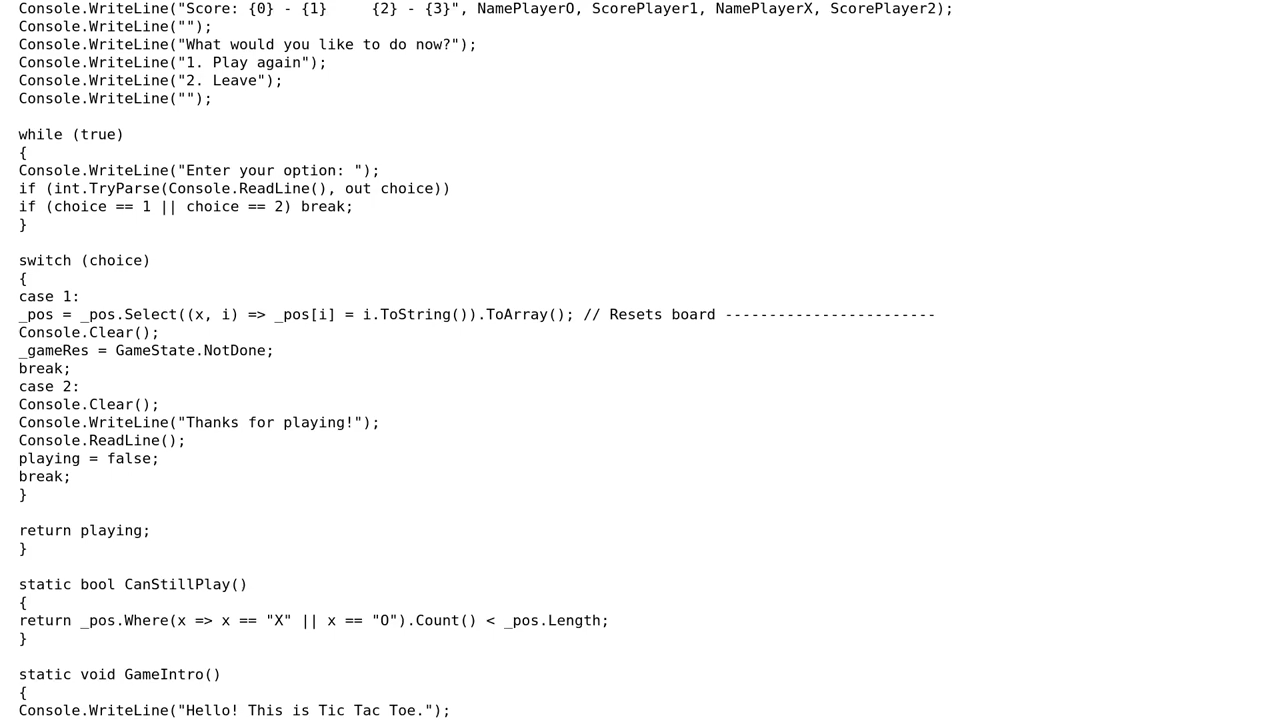 Console.WriteLine("Score: {0} - {1}     {2} - {3}", NamePlayerO, ScorePlayer1, NamePlayerX, ScorePlayer2);
Console.WriteLine("");
Console.WriteLine("What would you like to do now?");
Console.WriteLine("1. Play again");
Console.WriteLine("2. Leave");
Console.WriteLine("");

while (true)
{
Console.WriteLine("Enter your option: ");
if (int.TryParse(Console.ReadLine(), out choice))
if (choice == 1 || choice == 2) break;
}

switch (choice)
{
case 1:
_pos = _pos.Select((x, i) => _pos[i] = i.ToString()).ToArray(); // Resets board ------------------------
Console.Clear();
_gameRes = GameState.NotDone;
break;
case 2:
Console.Clear();
Console.WriteLine("Thanks for playing!");
Console.ReadLine();
playing = false;
break;
}

return playing;
}

static bool CanStillPlay()
{
return _pos.Where(x => x == "X" || x == "O").Count() < _pos.Length;
}

static void GameIntro()
{
Console.WriteLine("Hello! This is Tic Tac Toe.");